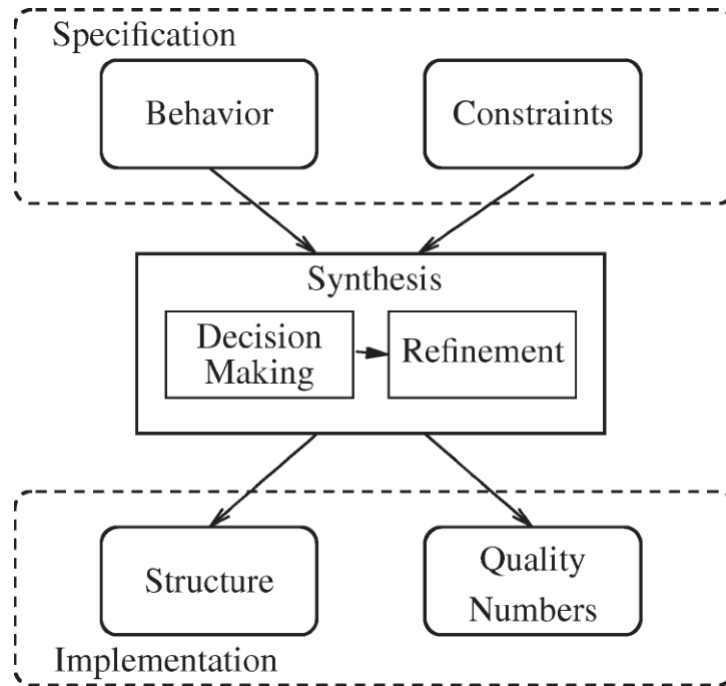 Specification
Behavior
Constraints
Synthesis
Decision
Making
Refinement
Structure
Quality
Numbers
Implementation